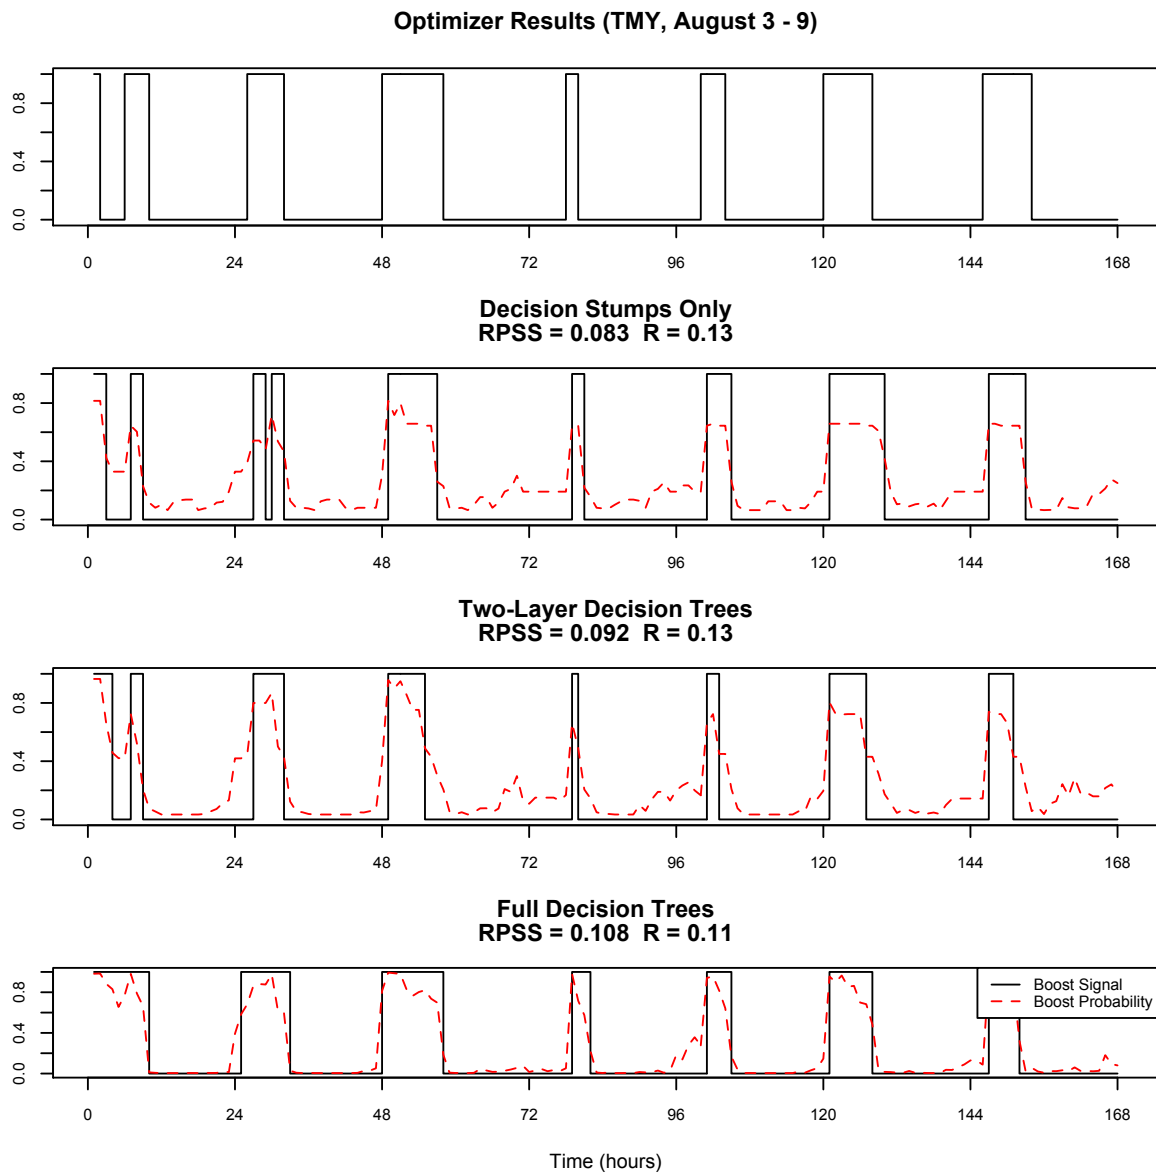 Optimizer Results (TMY, August 3 - 9)
0.0 0.4 0.8
0 24 48 72 96 120 144 168
Decision Stumps Only
RPSS = 0.083 R = 0.13
0.0 0.4 0.8
0 24 48 72 96 120 144 168
Two-Layer Decision Trees
RPSS = 0.092 R = 0.13
0.0 0.4 0.8
0 24 48 72 96 120 144 168
Full Decision Trees
RPSS = 0.108 R = 0.11
0.0 0.4 0.8
Boost Signal
Boost Probability
0 24 48 72 96 120 144 168
Time (hours)